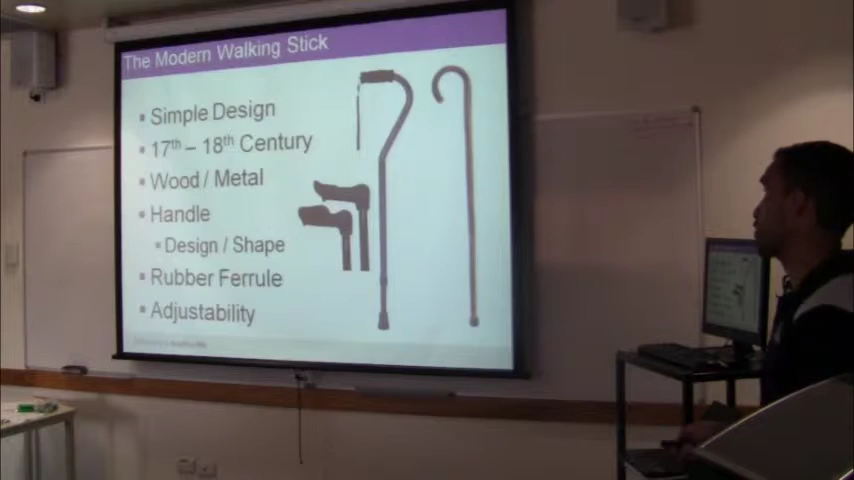 The Modern Walking Stick
▪ Simple Design
▪ 17th – 18th Century
▪ Wood / Metal
▪ Handle
▪ Design / Shape
▪ Rubber Ferrule
▪ Adjustability